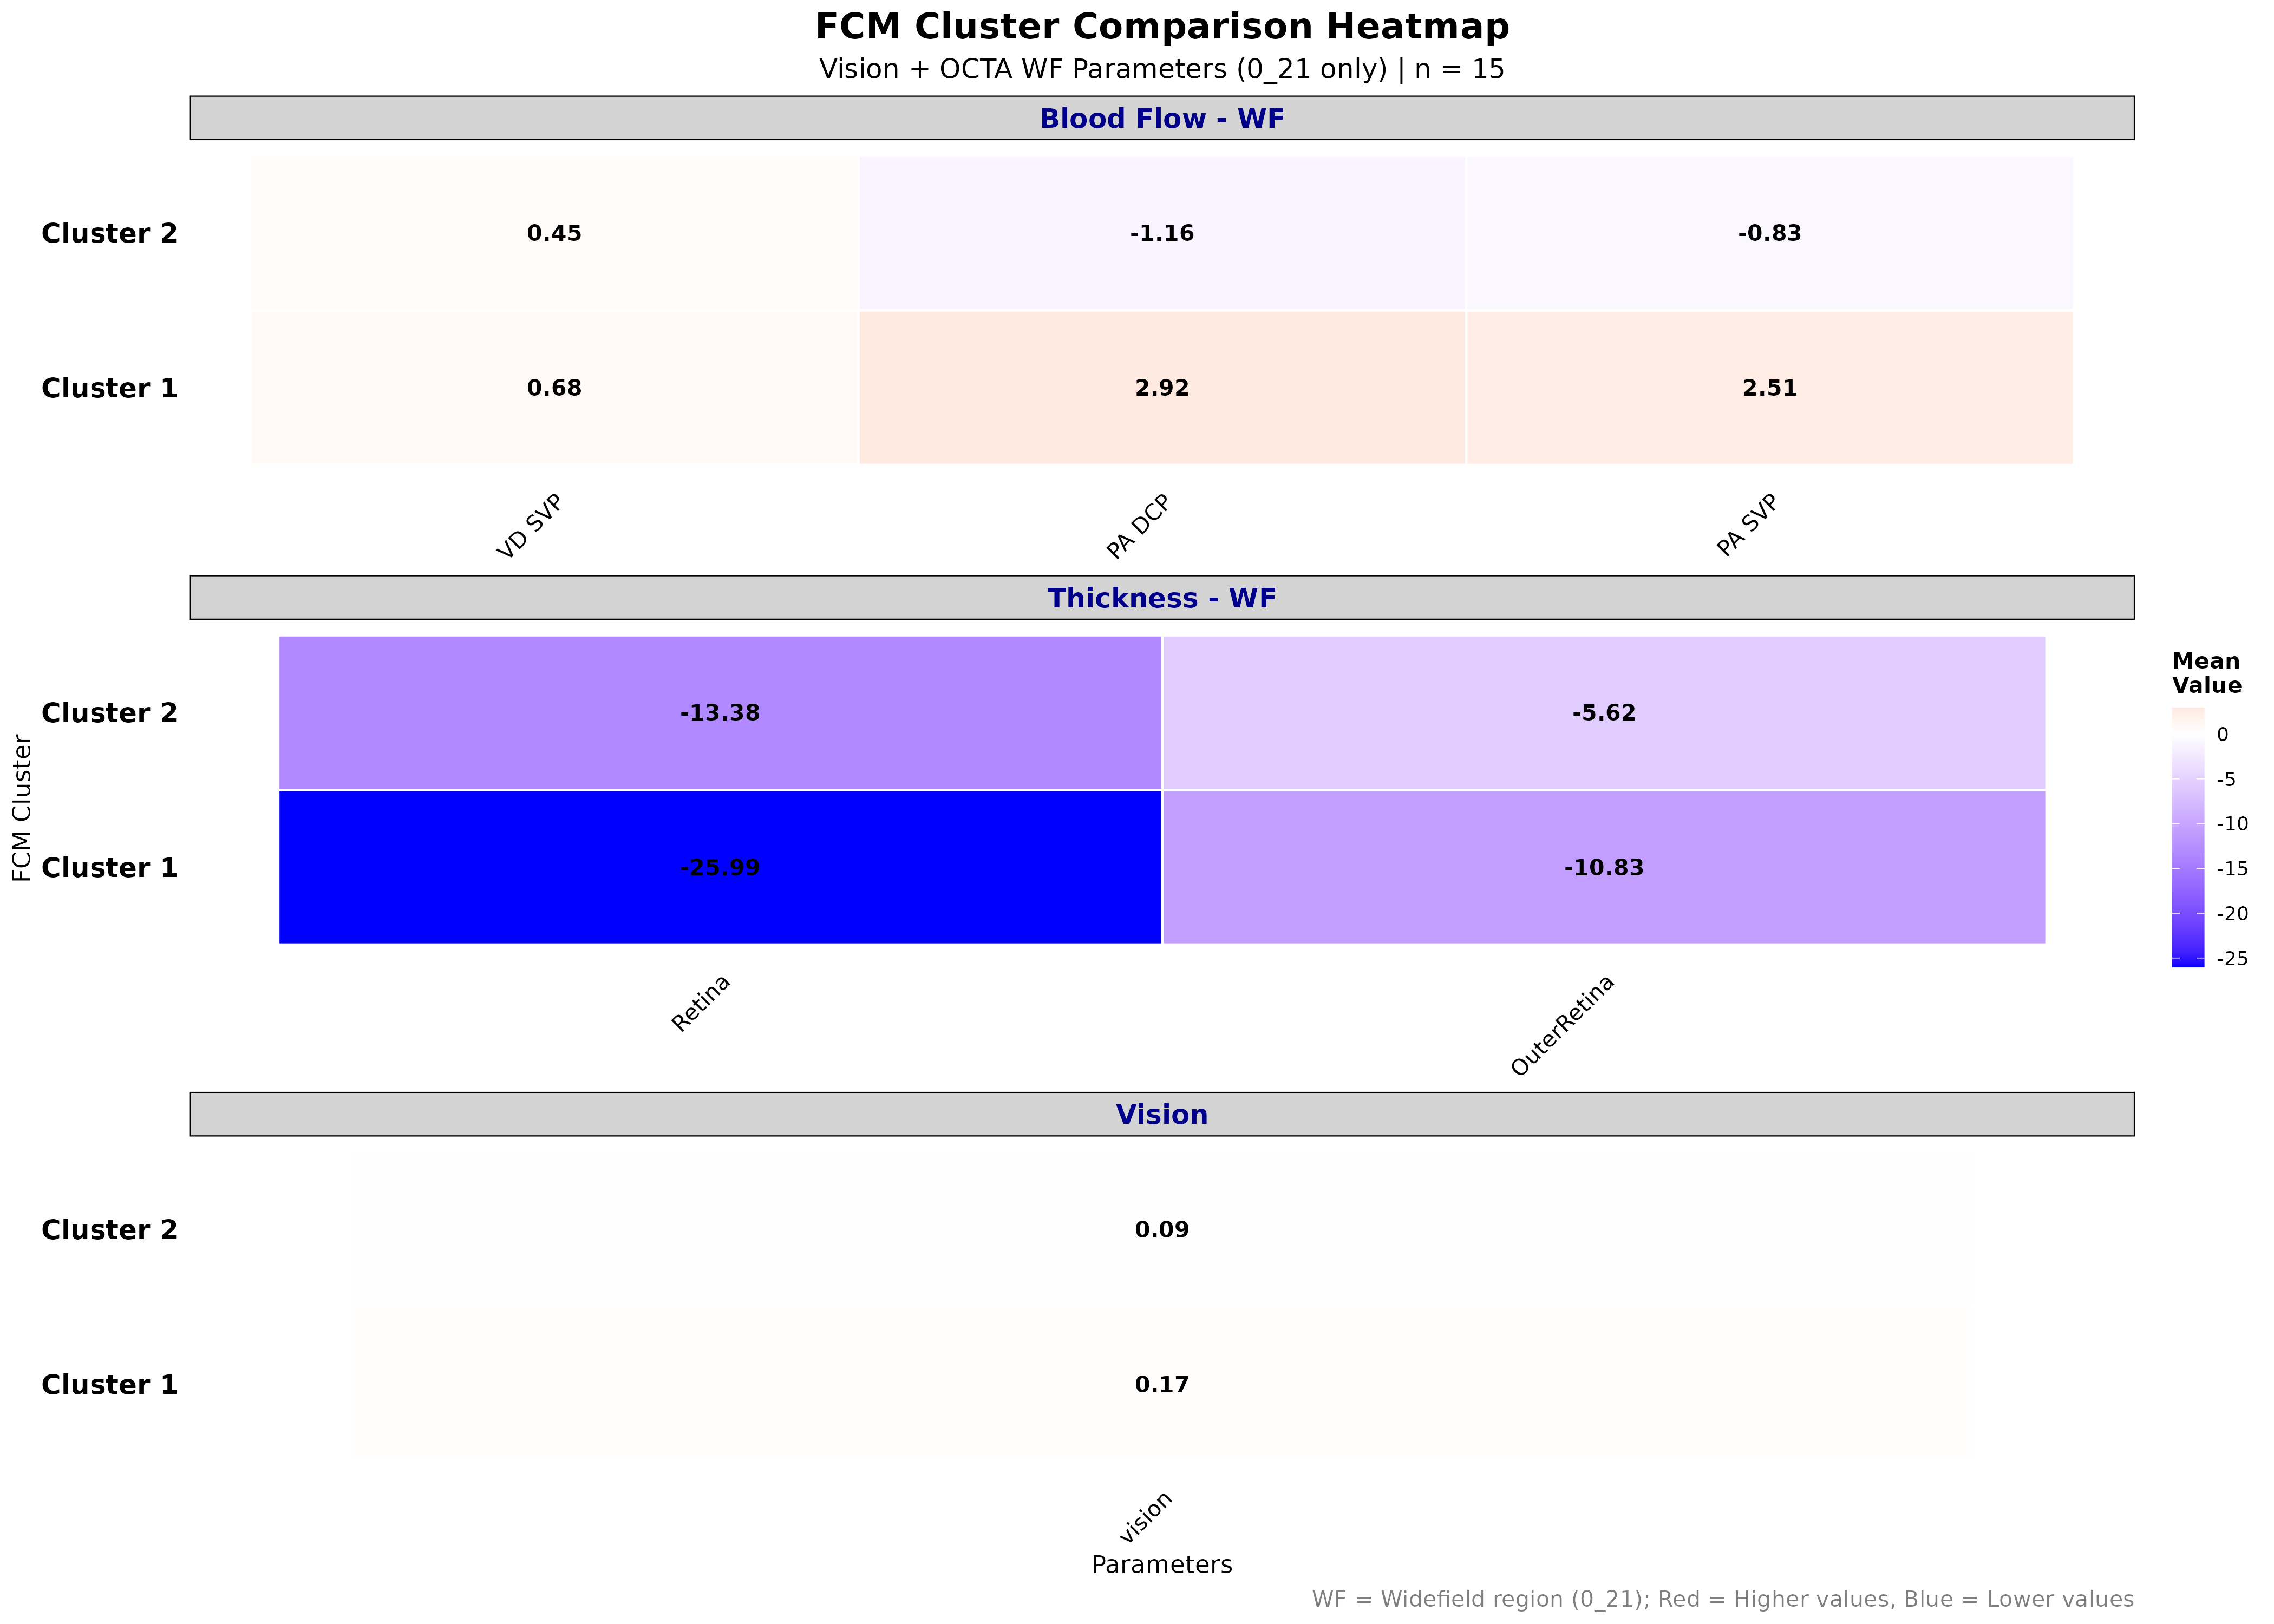 FCM Cluster Comparison Heatmap
Vision + OCTA WF Parameters (0_21 only) | n = 15
Blood Flow - WF
Cluster 2
0.45
-1.16
-0.83
Cluster 1
0.68
2.92
2.51
VD SVP
PA DCP
PA SVP
Thickness - WF
Cluster 2
-13.38
-5.62
Cluster 1
-25.99
-10.83
Retina
OuterRetina
FCM Cluster
Mean
Value
0
-5
-10
-15
-20
-25
Vision
Cluster 2
0.09
Cluster 1
0.17
vision
Parameters
WF = Widefield region (0_21); Red = Higher values, Blue = Lower values